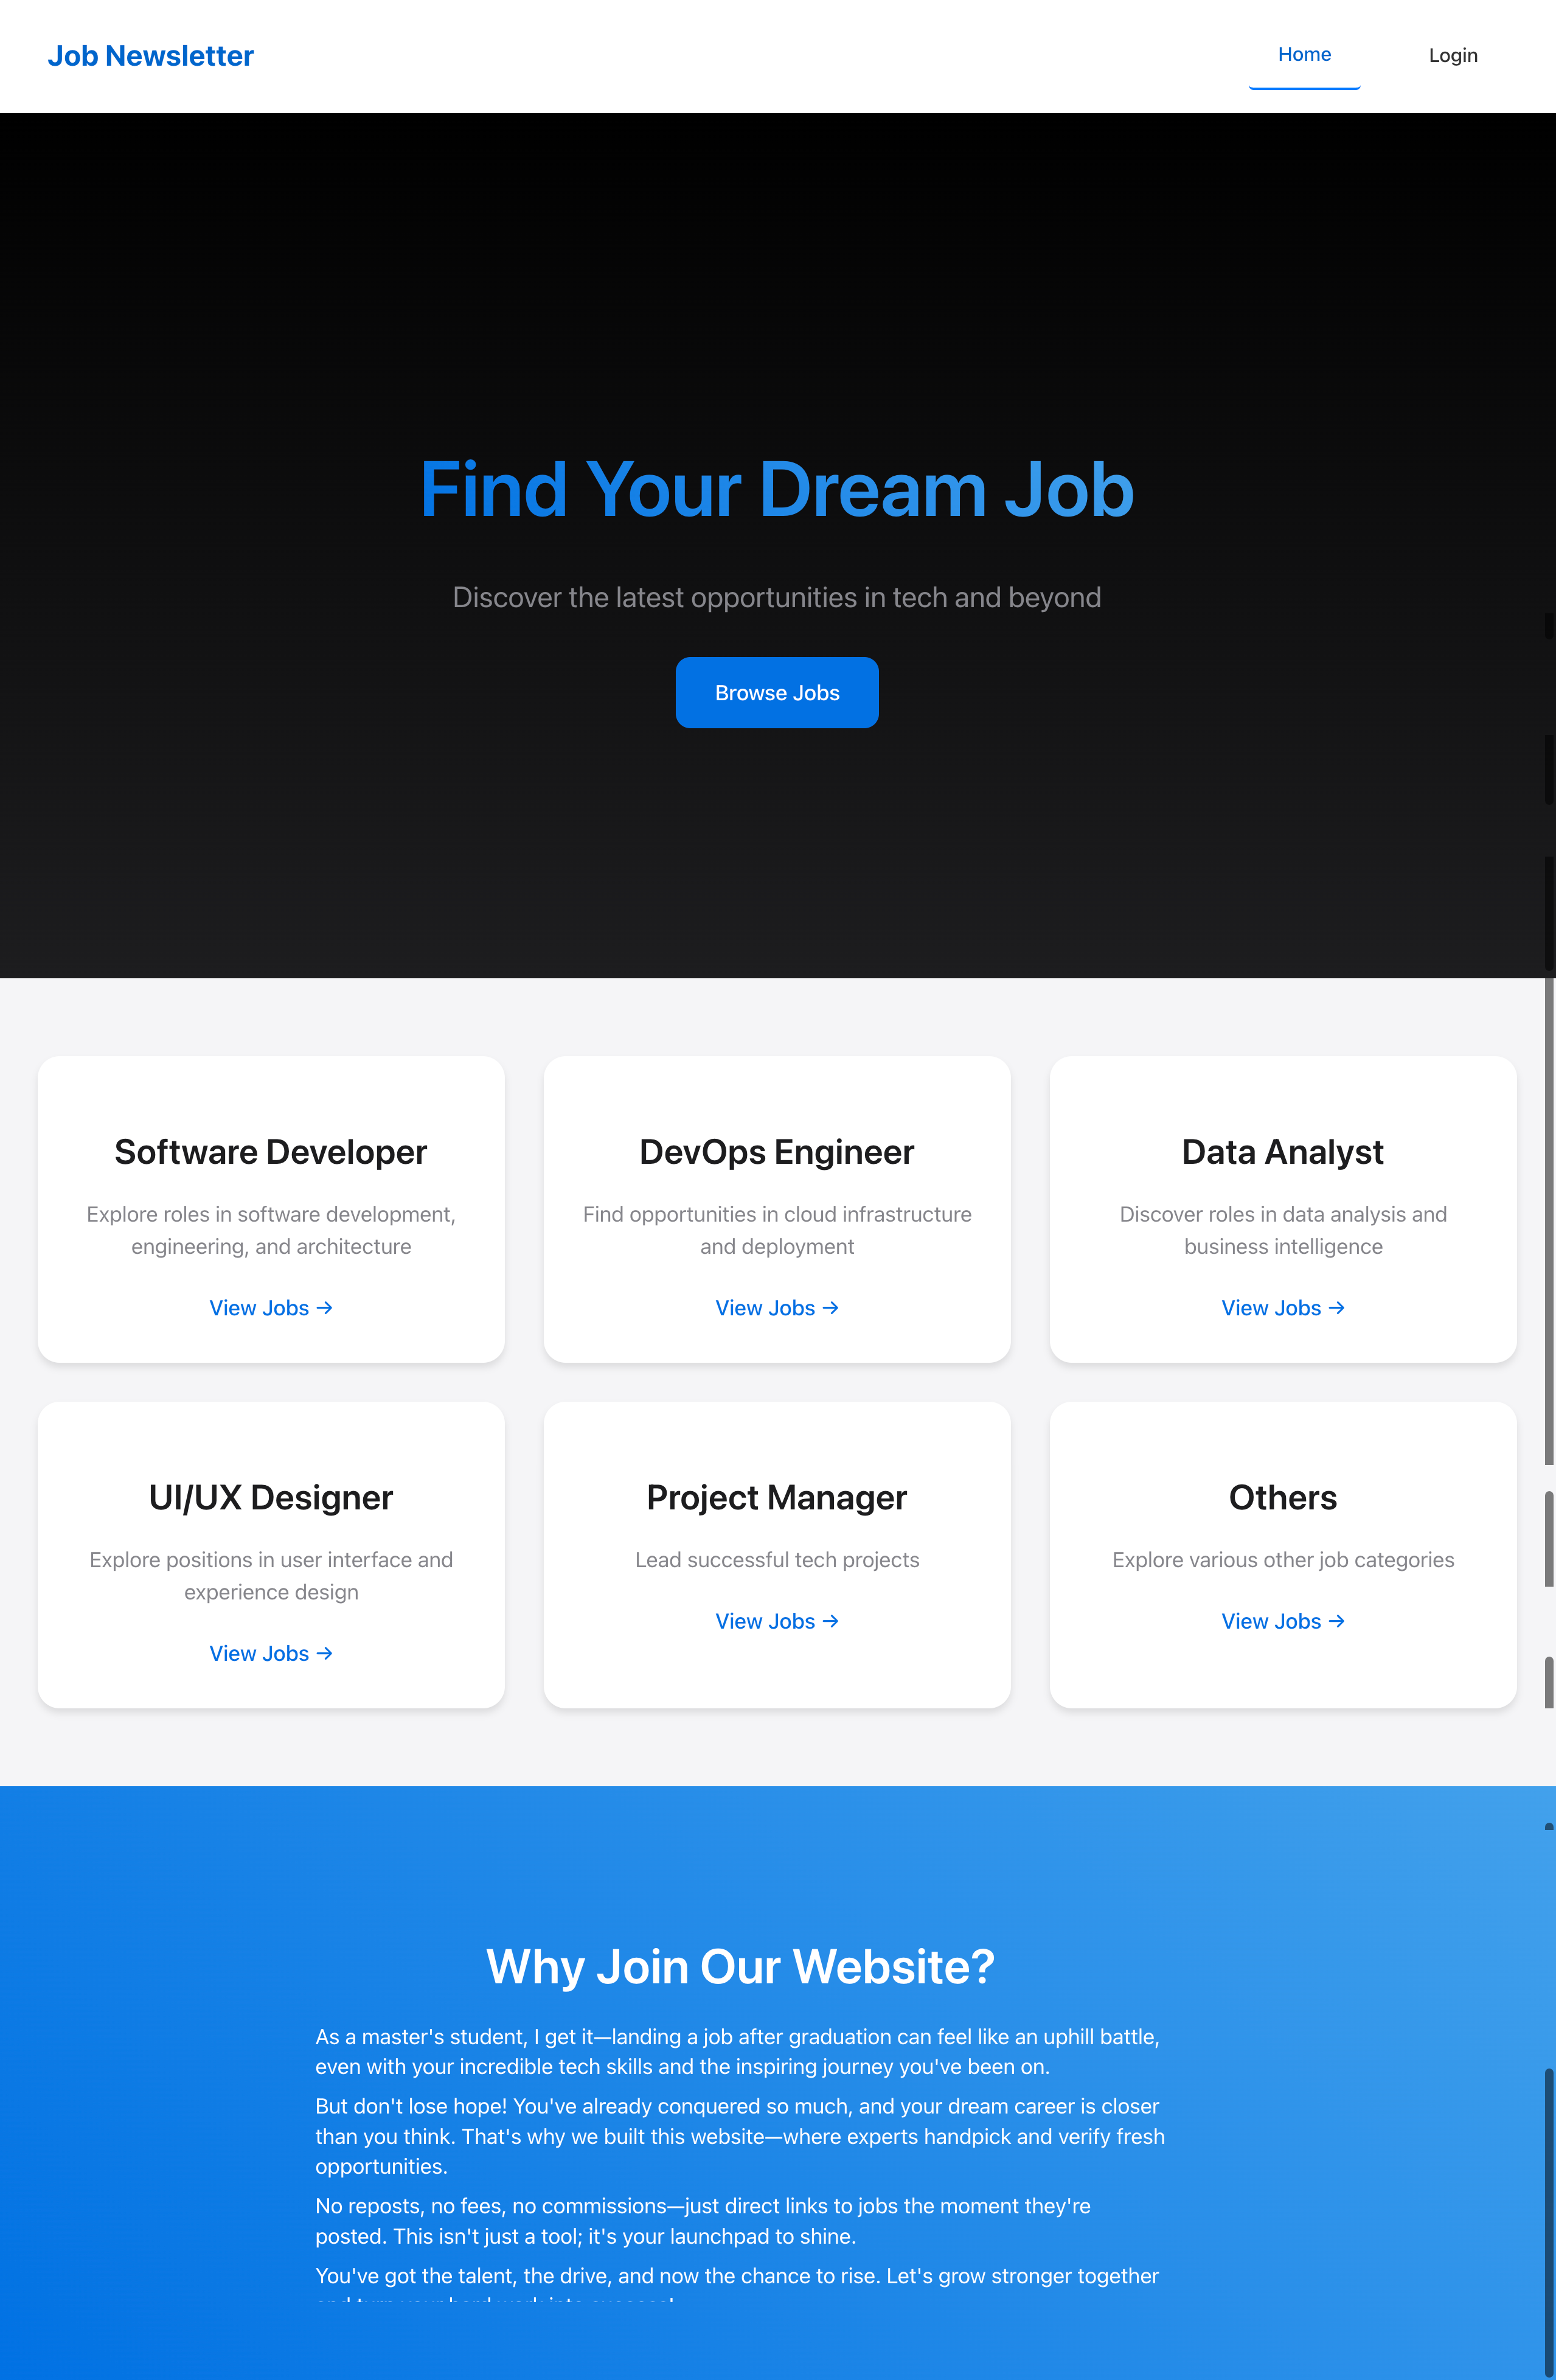 Job Newsletter
Home
Login
Find Your Dream Job
Discover the latest opportunities in tech and beyond
Browse Jobs
Software Developer
Explore roles in software development,
engineering, and architecture
View Jobs →
DevOps Engineer
Find opportunities in cloud infrastructure
and deployment
View Jobs →
Data Analyst
Discover roles in data analysis and
business intelligence
View Jobs →
UI/UX Designer
Explore positions in user interface and
experience design
View Jobs →
Project Manager
Lead successful tech projects
View Jobs →
Others
Explore various other job categories
View Jobs →
Why Join Our Website?
As a master's student, I get it—landing a job after graduation can feel like an uphill battle,
even with your incredible tech skills and the inspiring journey you've been on.
But don't lose hope! You've already conquered so much, and your dream career is closer
than you think. That's why we built this website—where experts handpick and verify fresh
opportunities.
No reposts, no fees, no commissions—just direct links to jobs the moment they're
posted. This isn't just a tool; it's your launchpad to shine.
You've got the talent, the drive, and now the chance to rise. Let's grow stronger together